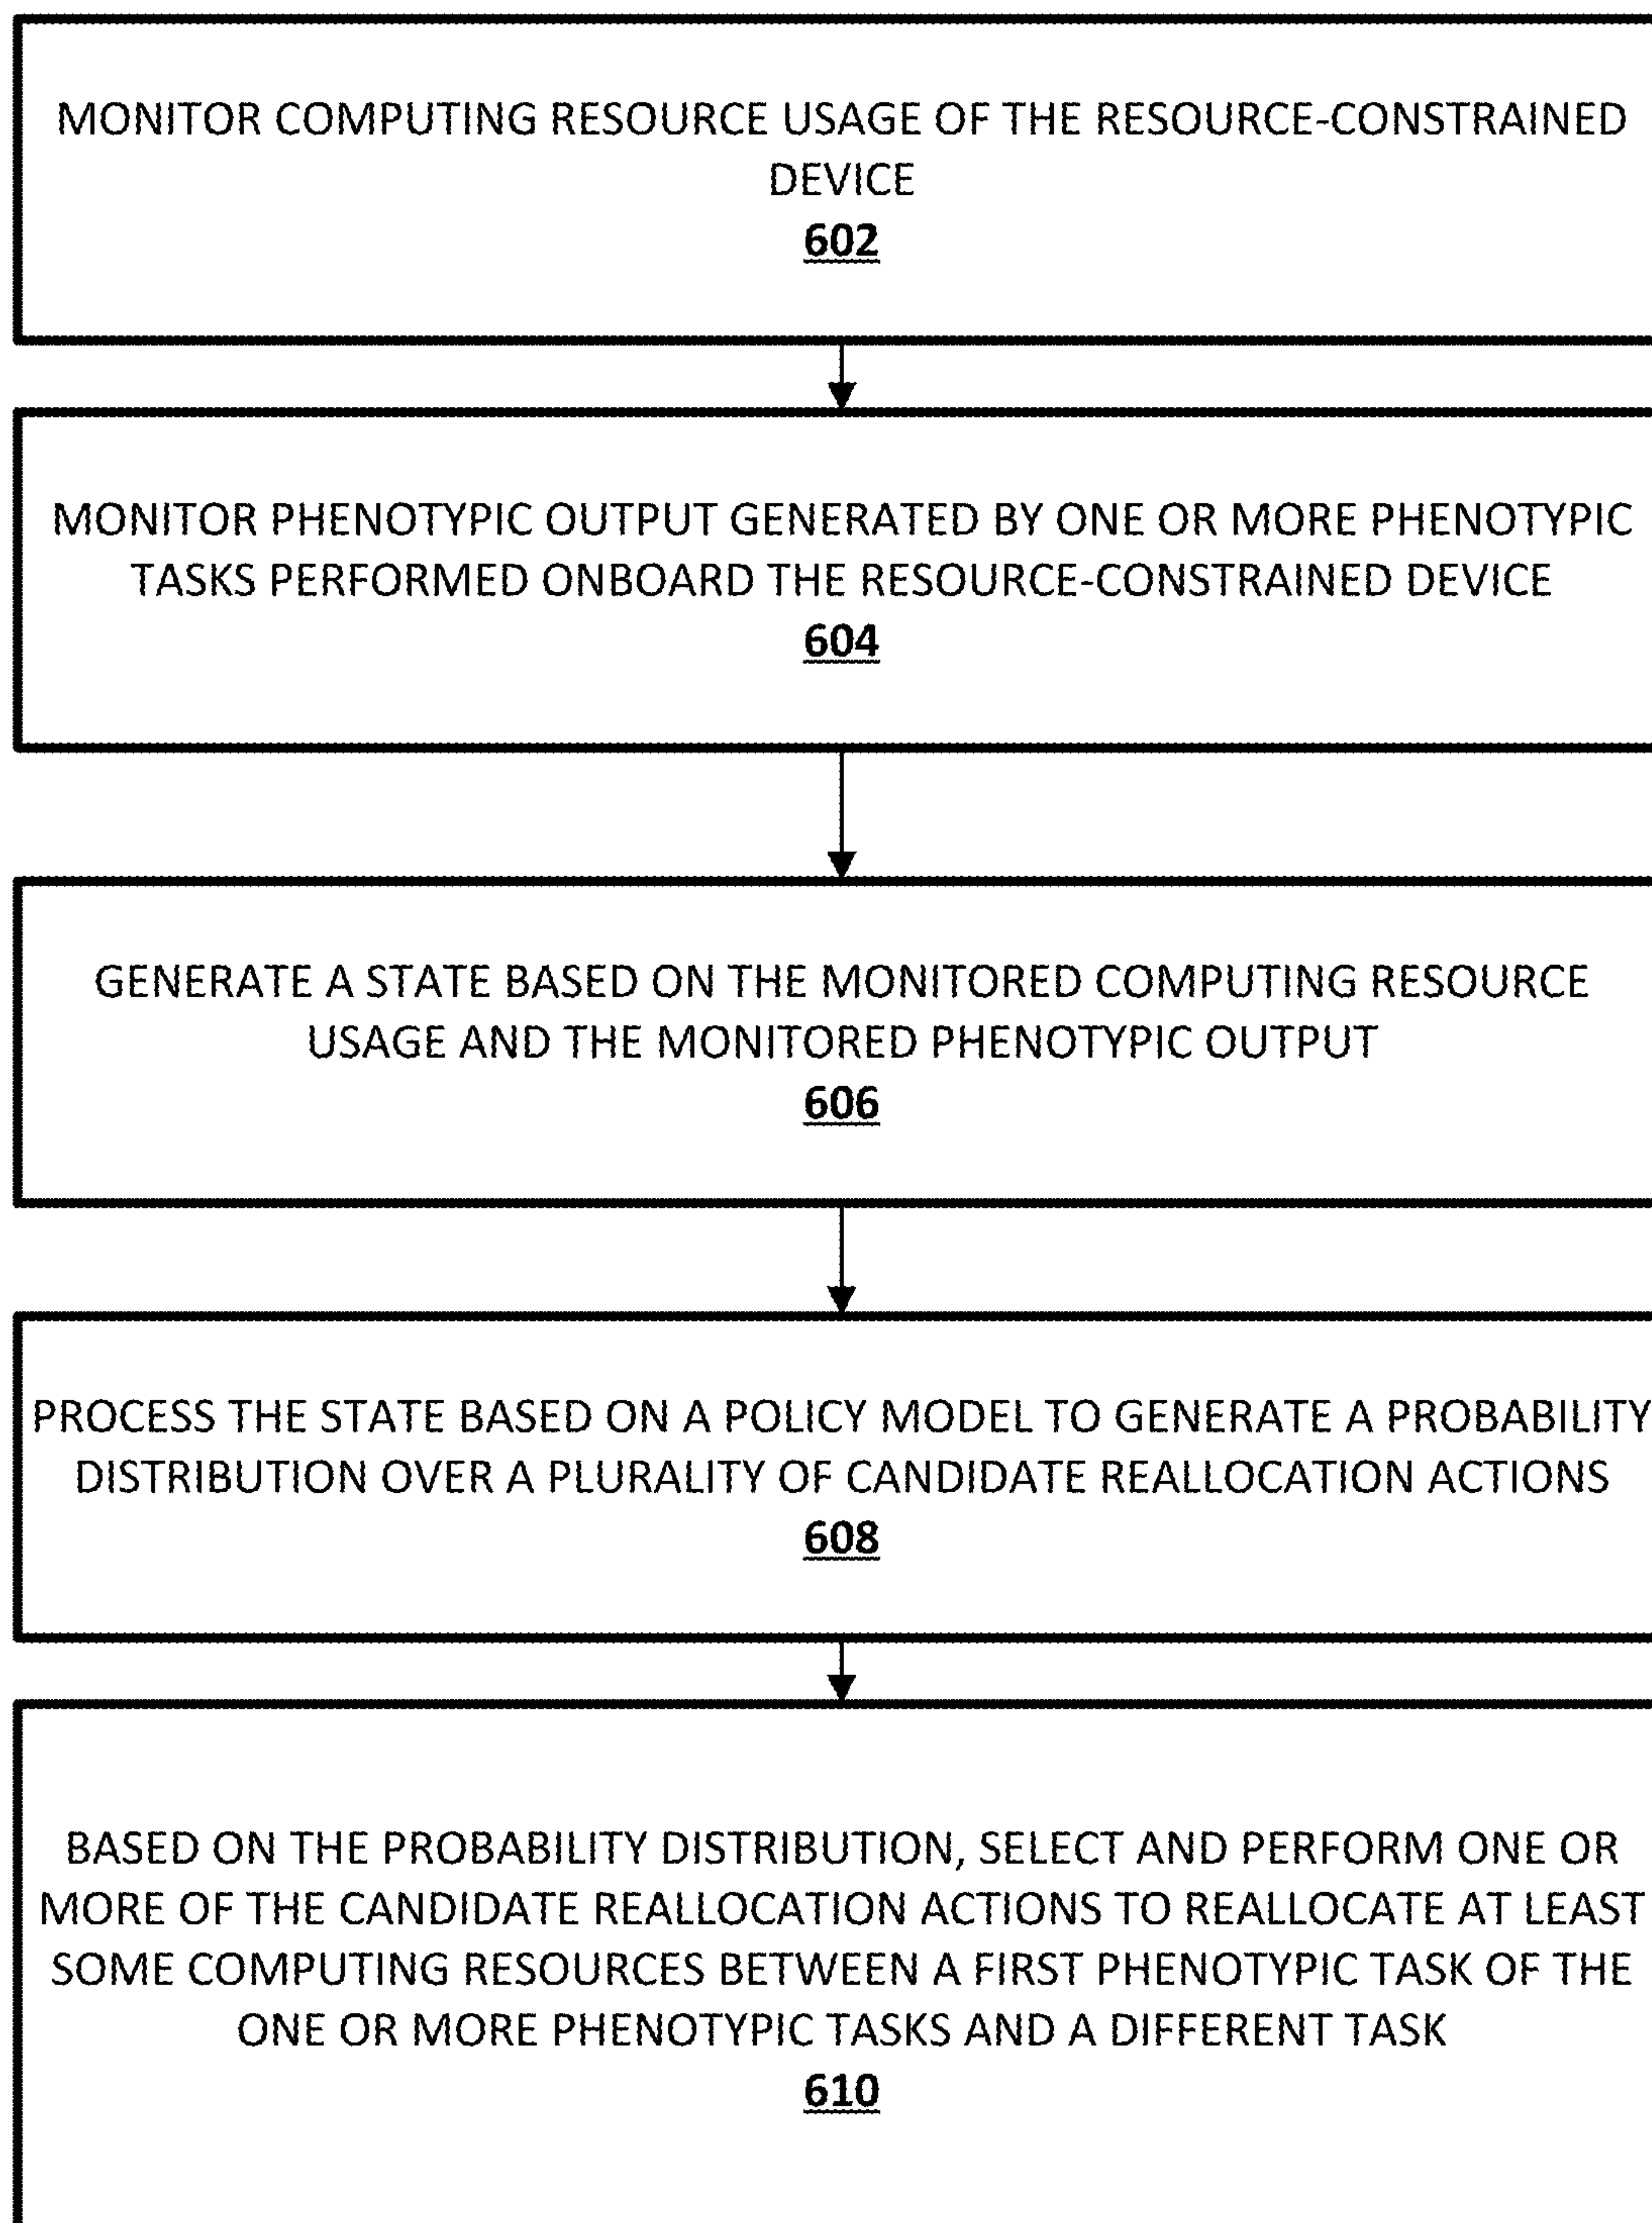 MONITOR COMPUTING RESOURCE USAGE OF THE RESOURCE-CONSTRAINED
DEVICE
602
MONITOR PHENOTYPIC OUTPUT GENERATED BY ONE OR MORE PHENOTYPIC
TASKS PERFORMED ONBOARD THE RESOURCE-CONSTRAINED DEVICE
604
GENERATE A STATE BASED ON THE MONITORED COMPUTING RESOURCE
USAGE AND THE MONITORED PHENOTYPIC OUTPUT
606
PROCESS THE STATE BASED ON A POLICY MODEL TO GENERATE A PROBABILITY
DISTRIBUTION OVER A PLURALITY OF CANDIDATE REALLOCATION ACTIONS
608
BASED ON THE PROBABILITY DISTRIBUTION, SELECT AND PERFORM ONE OR
MORE OF THE CANDIDATE REALLOCATION ACTIONS TO REALLOCATE AT LEAST
SOME COMPUTING RESOURCES BETWEEN A FIRST PHENOTYPIC TASK OF THE
ONE OR MORE PHENOTYPIC TASKS AND A DIFFERENT TASK
610